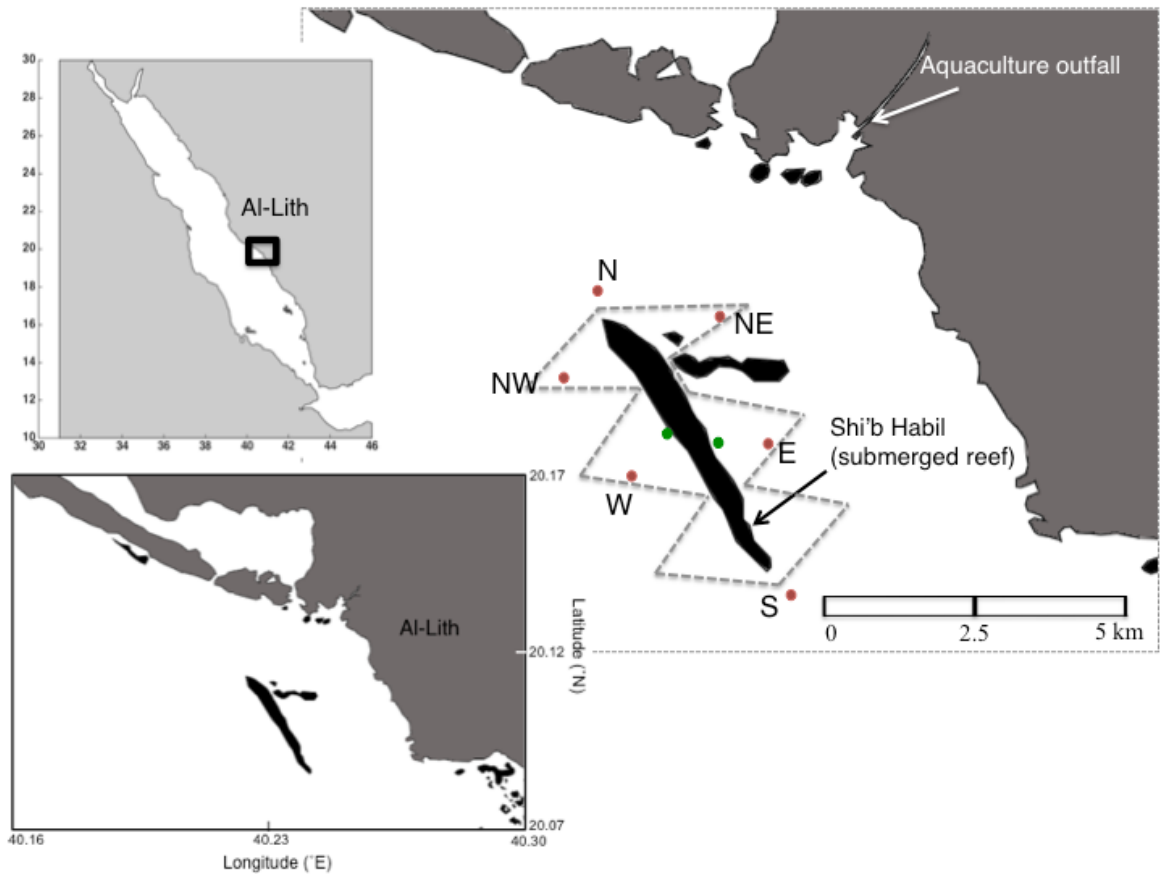 Aquaculture outfall
30
28
26
24
22
20
18
16
14
12
10
30
32
34
36
38
40
42
44
46
Al-Lith
N
NE
NW
E
W
S
Shi'b Habil
(submerged reef)
0
2.5
5 km
20.17
20.12
20.07
Latitude (˚N)
Al-Lith
40.16
40.23
40.30
Longitude (˚E)